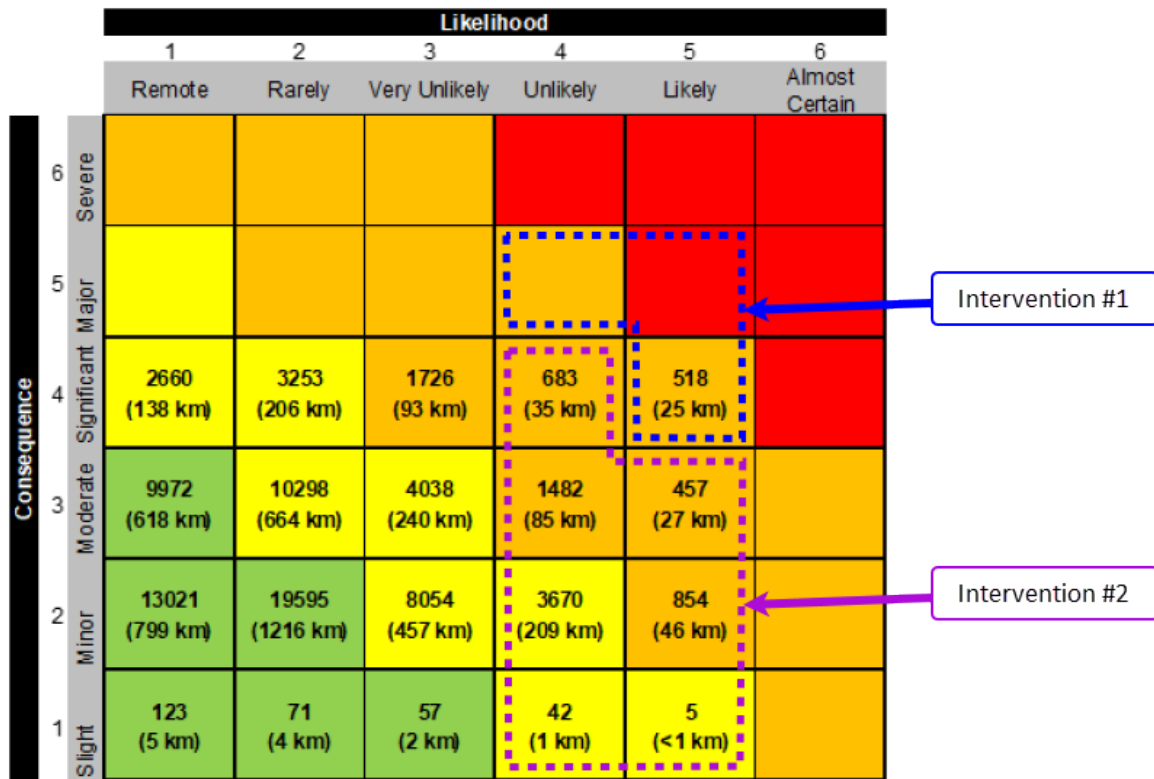 Likelihood
1 2 3 4 5 6
Remote Rarely Very Unlikely Unlikely Likely Almost Certain
Consequence
6 Severe
5 Major
Intervention #1
4 Significant
2660 3253 1726 683 518
(138 km) (206 km) (93 km) (35 km) (25 km)
3 Moderate
9972 10298 4038 1482 457
(618 km) (664 km) (240 km) (85 km) (27 km)
2 Minor
13021 19595 8054 3670 854
(799 km) (1216 km) (457 km) (209 km) (46 km)
Intervention #2
1 Slight
123 71 57 42 5
(5 km) (4 km) (2 km) (1 km) (<1 km)